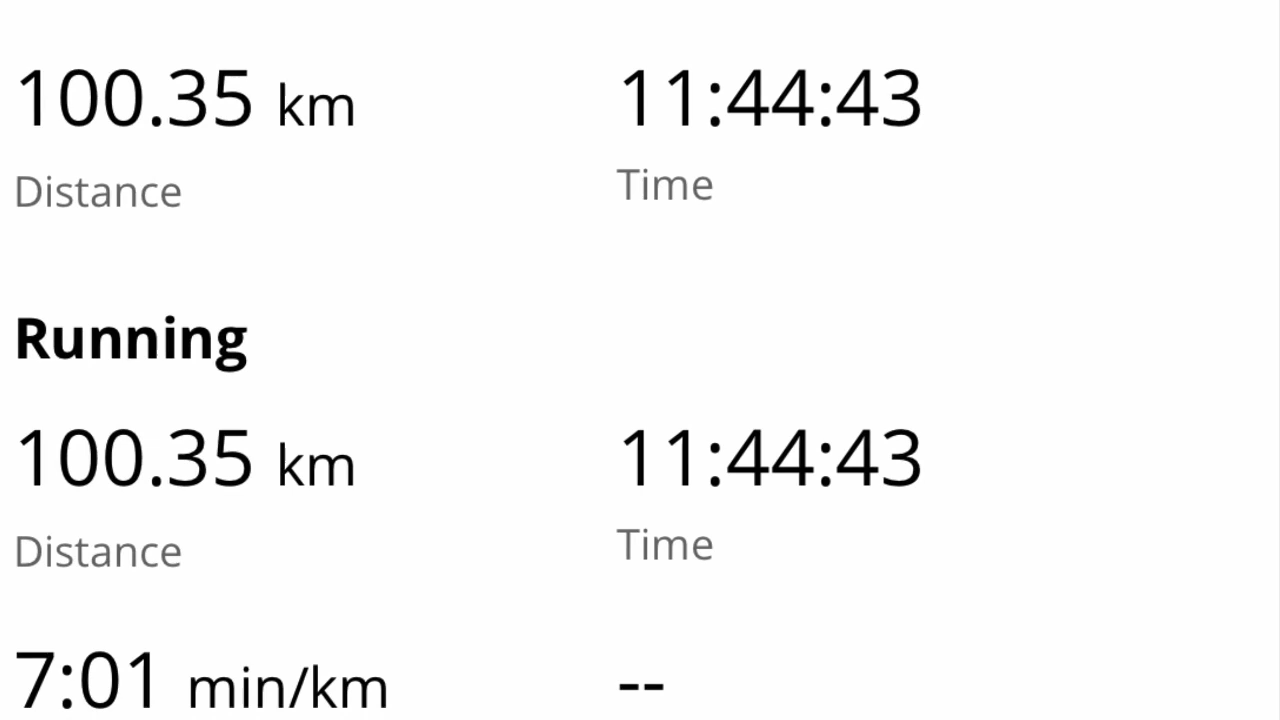 100.35 km 11:44:43
Distance Time
Running
100.35 km 11:44:43
Distance Time
7:01 min/km --